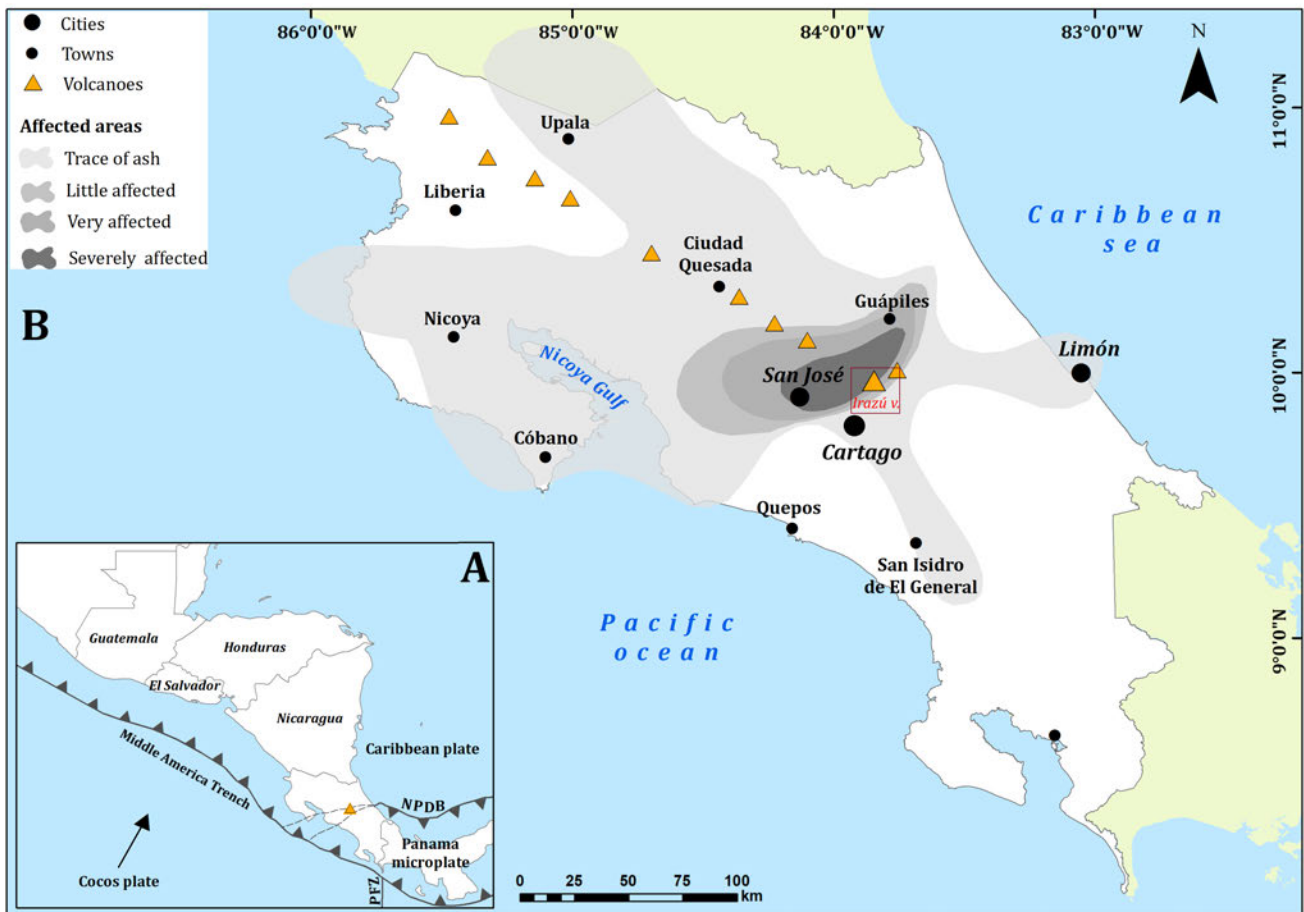 Cities
Towns
Volcanoes
Affected areas
Trace of ash
Little affected
Very affected
Severely affected
86°0'0"W
85°0'0"W
84°0'0"W
83°0'0"W
N
11°0'0"N
10°0'0"N
9°0'0"N
B
Upala
Liberia
Ciudad
Quesada
Guápiles
Nicoya
Nicoya Gulf
San José
Limón
Irazú v.
Cartago
Cóbano
Quepos
San Isidro
de El General
Caribbean
sea
Pacific
ocean
A
Guatemala
Honduras
El Salvador
Nicaragua
Caribbean plate
Middle America Trench
NPDB
Panama
microplate
Cocos plate
PFZ
0 25 50 75 100
km